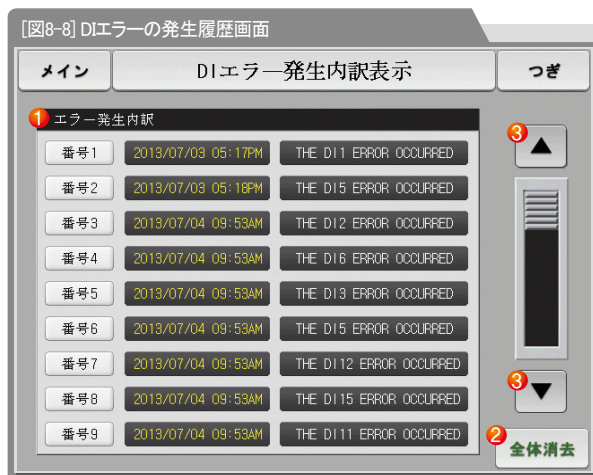 [図8-8] DIエラーの発生履歴画面
メイン DIエラー発生内訳表示 つぎ
1 エラー発生内訳
3
番号1 2013/07/03 05:17PM THE DI1 ERROR OCCURRED
番号2 2013/07/03 05:18PM THE DI5 ERROR OCCURRED
番号3 2013/07/04 09:53AM THE DI2 ERROR OCCURRED
番号4 2013/07/04 09:53AM THE DI6 ERROR OCCURRED
番号5 2013/07/04 09:53AM THE DI3 ERROR OCCURRED
番号6 2013/07/04 09:53AM THE DI5 ERROR OCCURRED
番号7 2013/07/04 09:53AM THE DI12 ERROR OCCURRED
3
番号8 2013/07/04 09:53AM THE DI15 ERROR OCCURRED
番号9 2013/07/04 09:53AM THE DI11 ERROR OCCURRED
2 全体消去